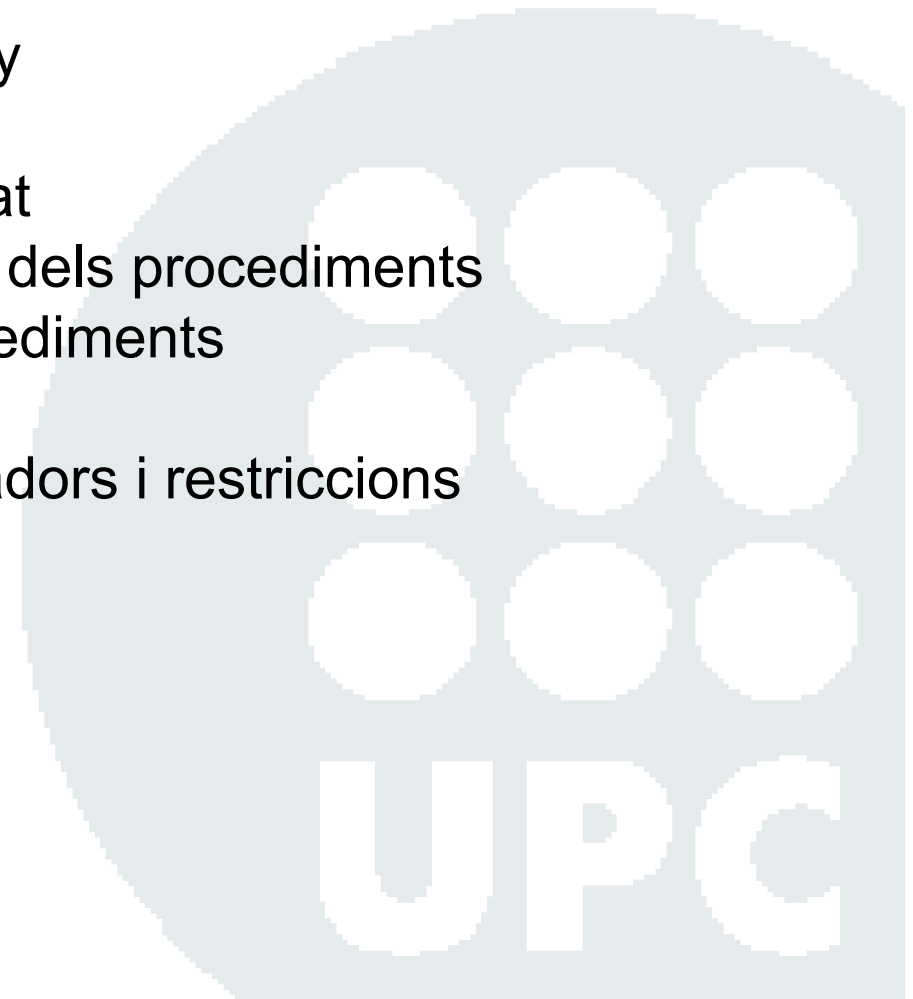 y
at
dels procediments
ediments
adors i restriccions
UPC